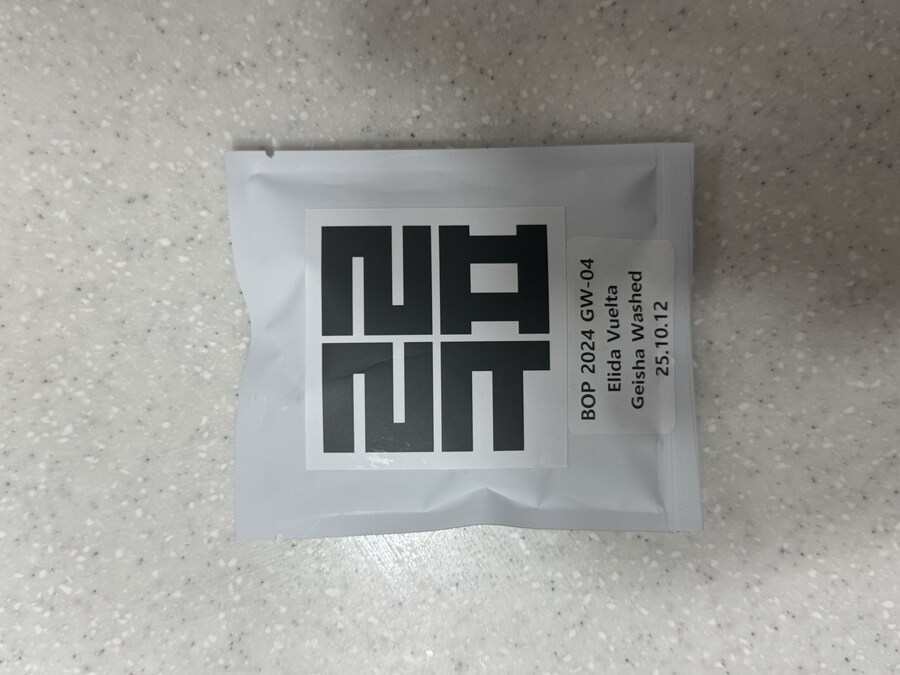 BOP 2024 GW-04
Elida Vuelta
Geisha Washed
25.10.12